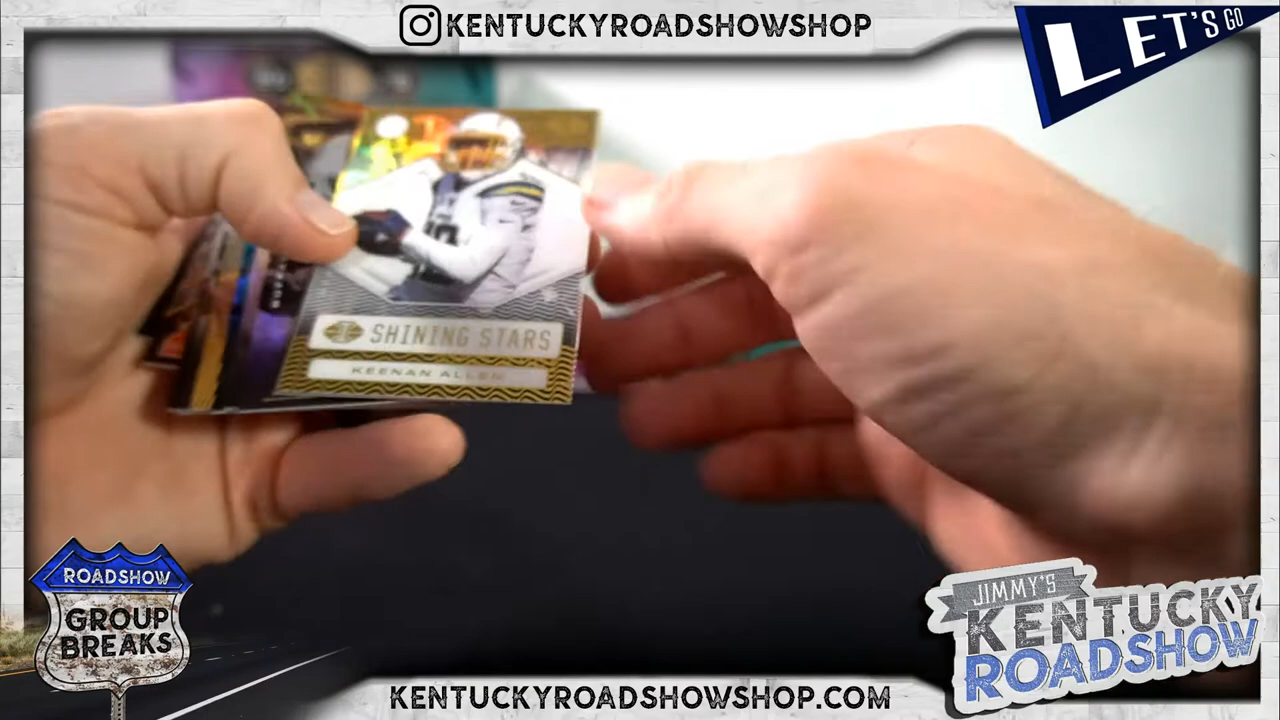 KENTUCKYROADSHOWSHOP
LET'S GO
SHINING STARS
KEENAN ALLEN
ROADSHOW
GROUP
BREAKS
JIMMY'S
KENTUCKY
ROADSHOW
KENTUCKYROADSHOWSHOP.COM